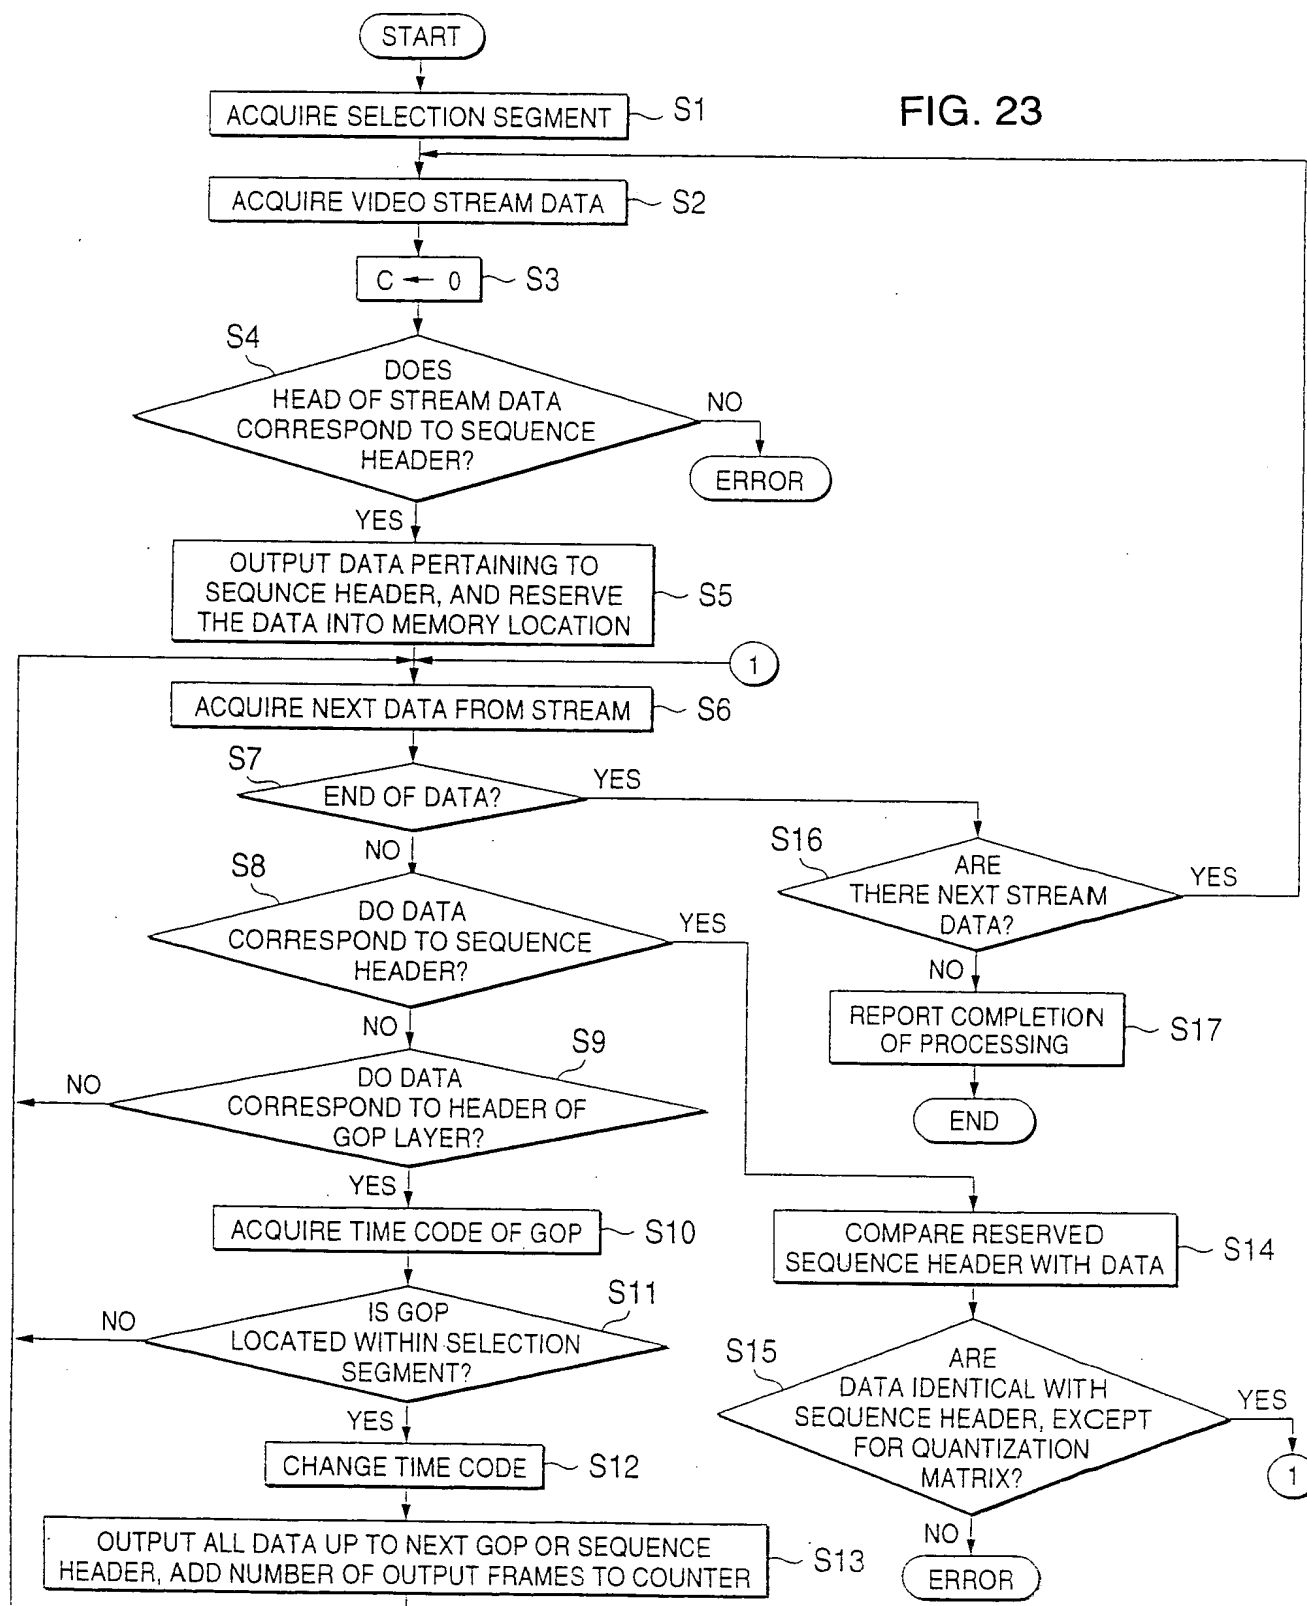 START
FIG. 23
ACQUIRE SELECTION SEGMENT
S1
ACQUIRE VIDEO STREAM DATA
S2
C ← 0
S3
S4
DOES
HEAD OF STREAM DATA
CORRESPOND TO SEQUENCE
HEADER?
NO
ERROR
YES
OUTPUT DATA PERTAINING TO
SEQUNCE HEADER, AND RESERVE
THE DATA INTO MEMORY LOCATION
S5
1
ACQUIRE NEXT DATA FROM STREAM
S6
S7
END OF DATA?
YES
NO
S16
ARE
THERE NEXT STREAM
DATA?
YES
NO
REPORT COMPLETION
OF PROCESSING
S17
END
S8
DO DATA
CORRESPOND TO SEQUENCE
HEADER?
YES
NO
S9
DO DATA
CORRESPOND TO HEADER OF
GOP LAYER?
NO
YES
ACQUIRE TIME CODE OF GOP
S10
S11
IS GOP
LOCATED WITHIN SELECTION
SEGMENT?
NO
YES
CHANGE TIME CODE
S12
OUTPUT ALL DATA UP TO NEXT GOP OR SEQUENCE
HEADER, ADD NUMBER OF OUTPUT FRAMES TO COUNTER
S13
COMPARE RESERVED
SEQUENCE HEADER WITH DATA
S14
S15
ARE
DATA IDENTICAL WITH
SEQUENCE HEADER, EXCEPT
FOR QUANTIZATION
MATRIX?
YES
1
NO
ERROR